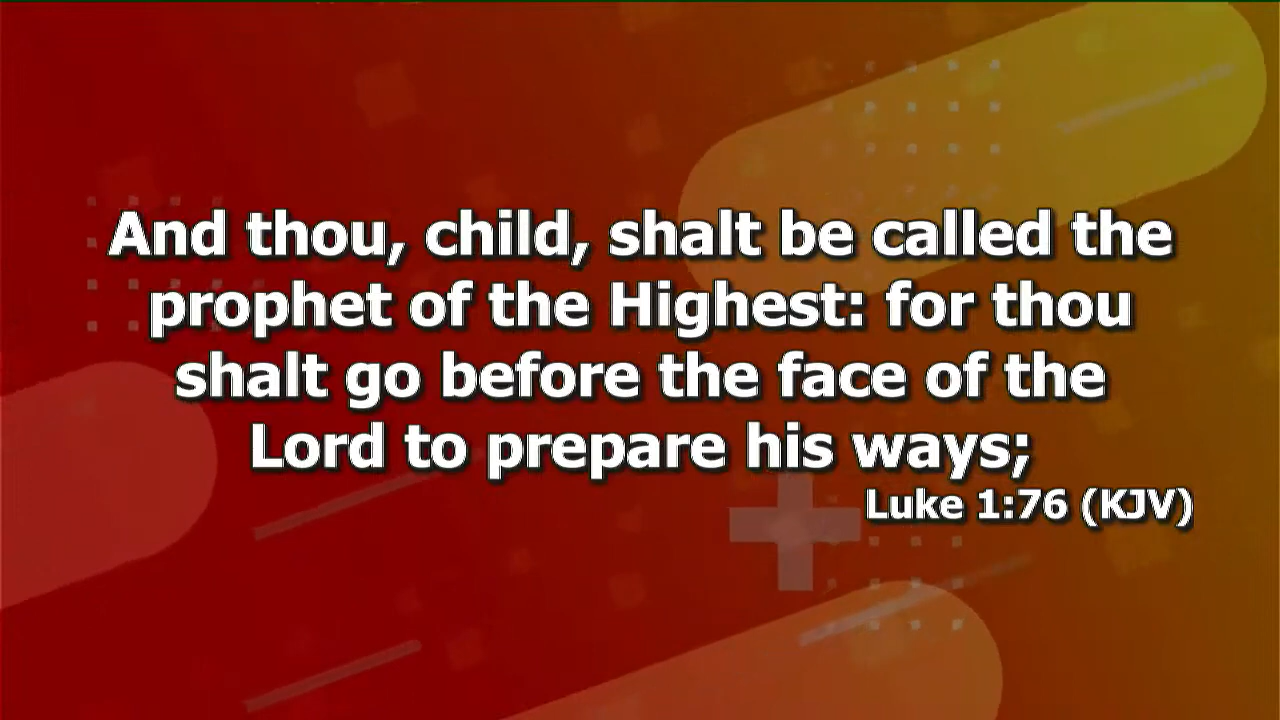 And thou, child, shalt be called the
prophet of the Highest: for thou
shalt go before the face of the
Lord to prepare his ways;
Luke 1:76 (KJV)